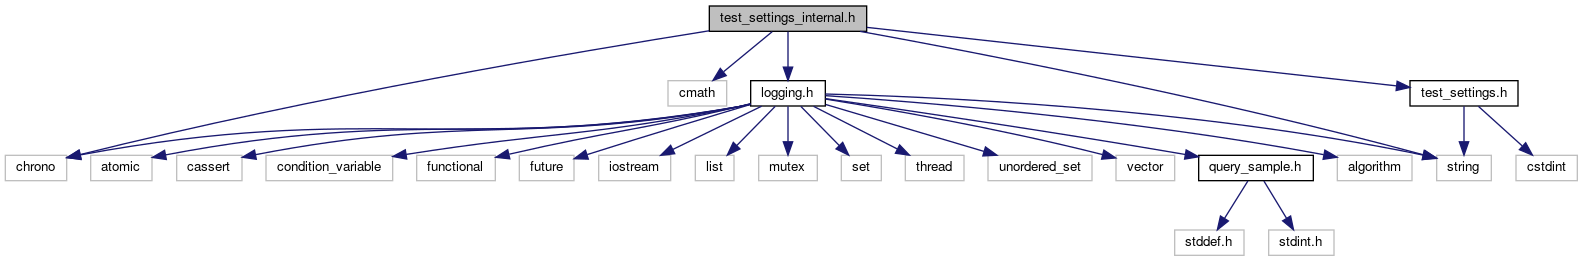 test_settings_internal.h
cmath
logging.h
test_settings.h
chrono
atomic
cassert
condition_variable
functional
future
iostream
list
mutex
set
thread
unordered_set
vector
query_sample.h
algorithm
string
cstdint
stddef.h
stdint.h